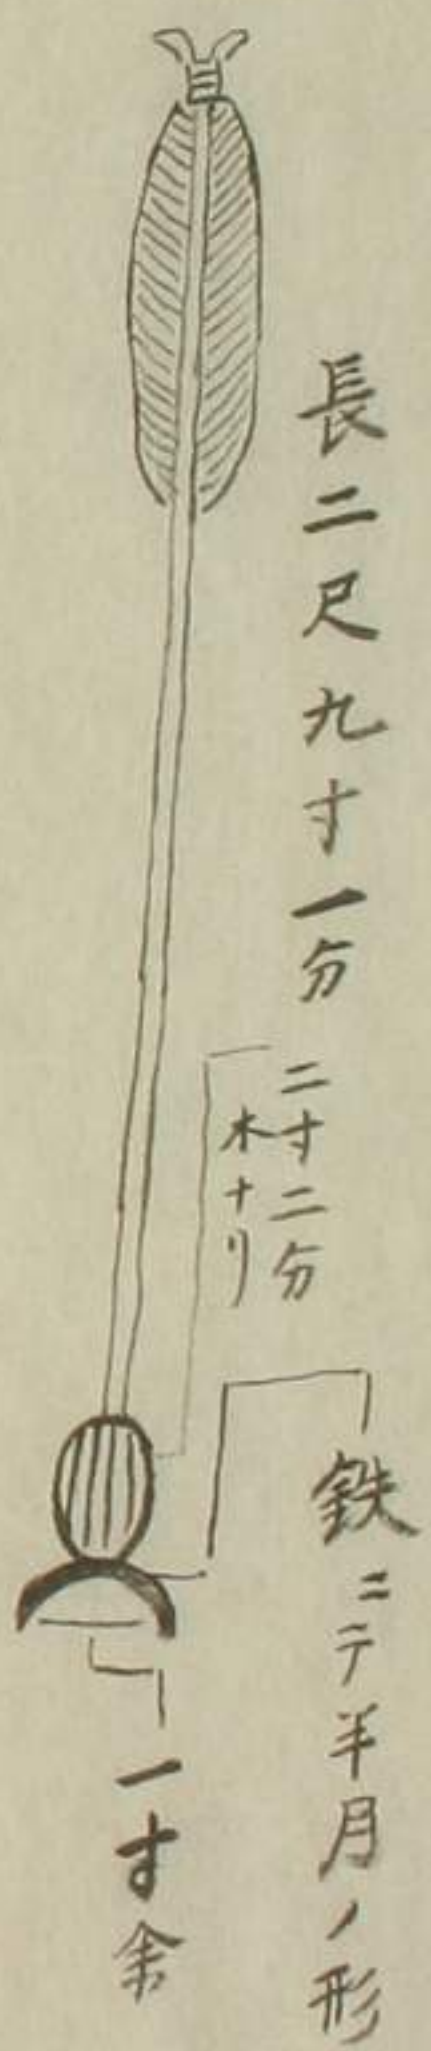 長二尺九寸一分
二寸二分
木ナリ
鉄ニテ半月ノ形
一寸余